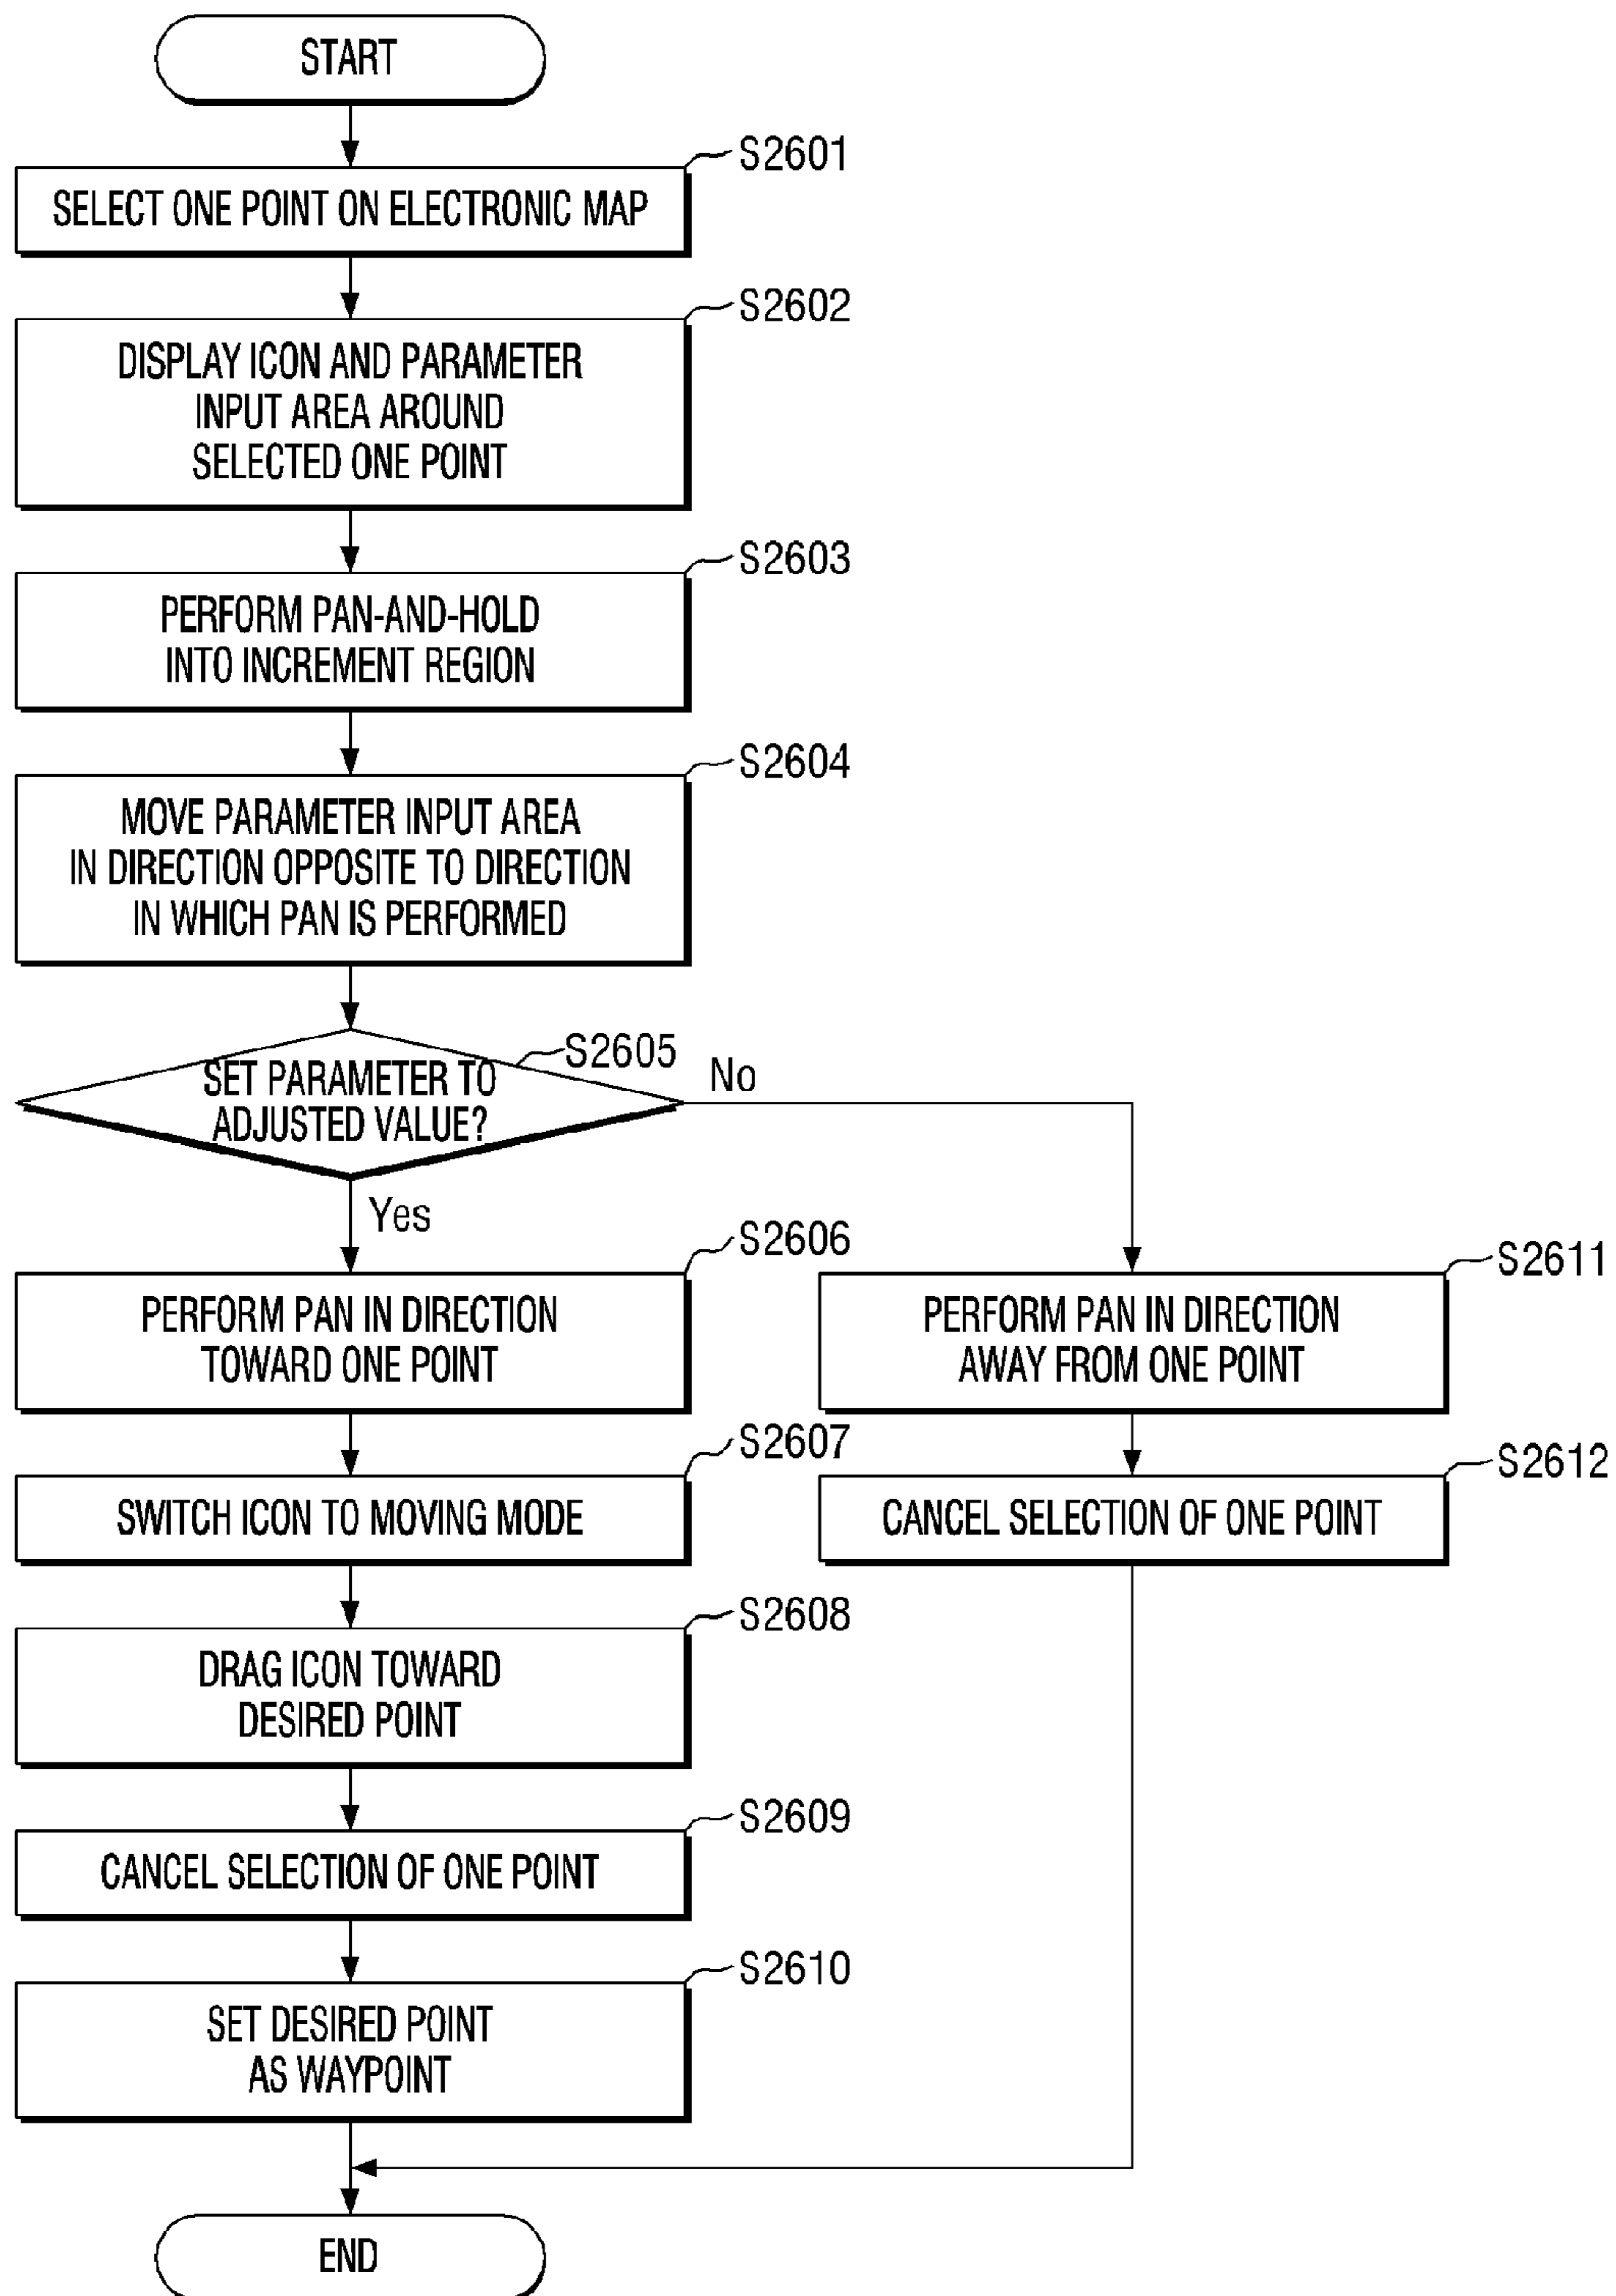 START
S2601
SELECT ONE POINT ON ELECTRONIC MAP
S2602
DISPLAY ICON AND PARAMETER
INPUT AREA AROUND
SELECTED ONE POINT
S2603
PERFORM PAN-AND-HOLD
INTO INCREMENT REGION
S2604
MOVE PARAMETER INPUT AREA
IN DIRECTION OPPOSITE TO DIRECTION
IN WHICH PAN IS PERFORMED
S2605
SET PARAMETER TO
ADJUSTED VALUE?
No
Yes
S2606
PERFORM PAN IN DIRECTION
TOWARD ONE POINT
S2611
PERFORM PAN IN DIRECTION
AWAY FROM ONE POINT
S2607
SWITCH ICON TO MOVING MODE
S2612
CANCEL SELECTION OF ONE POINT
S2608
DRAG ICON TOWARD
DESIRED POINT
S2609
CANCEL SELECTION OF ONE POINT
S2610
SET DESIRED POINT
AS WAYPOINT
END